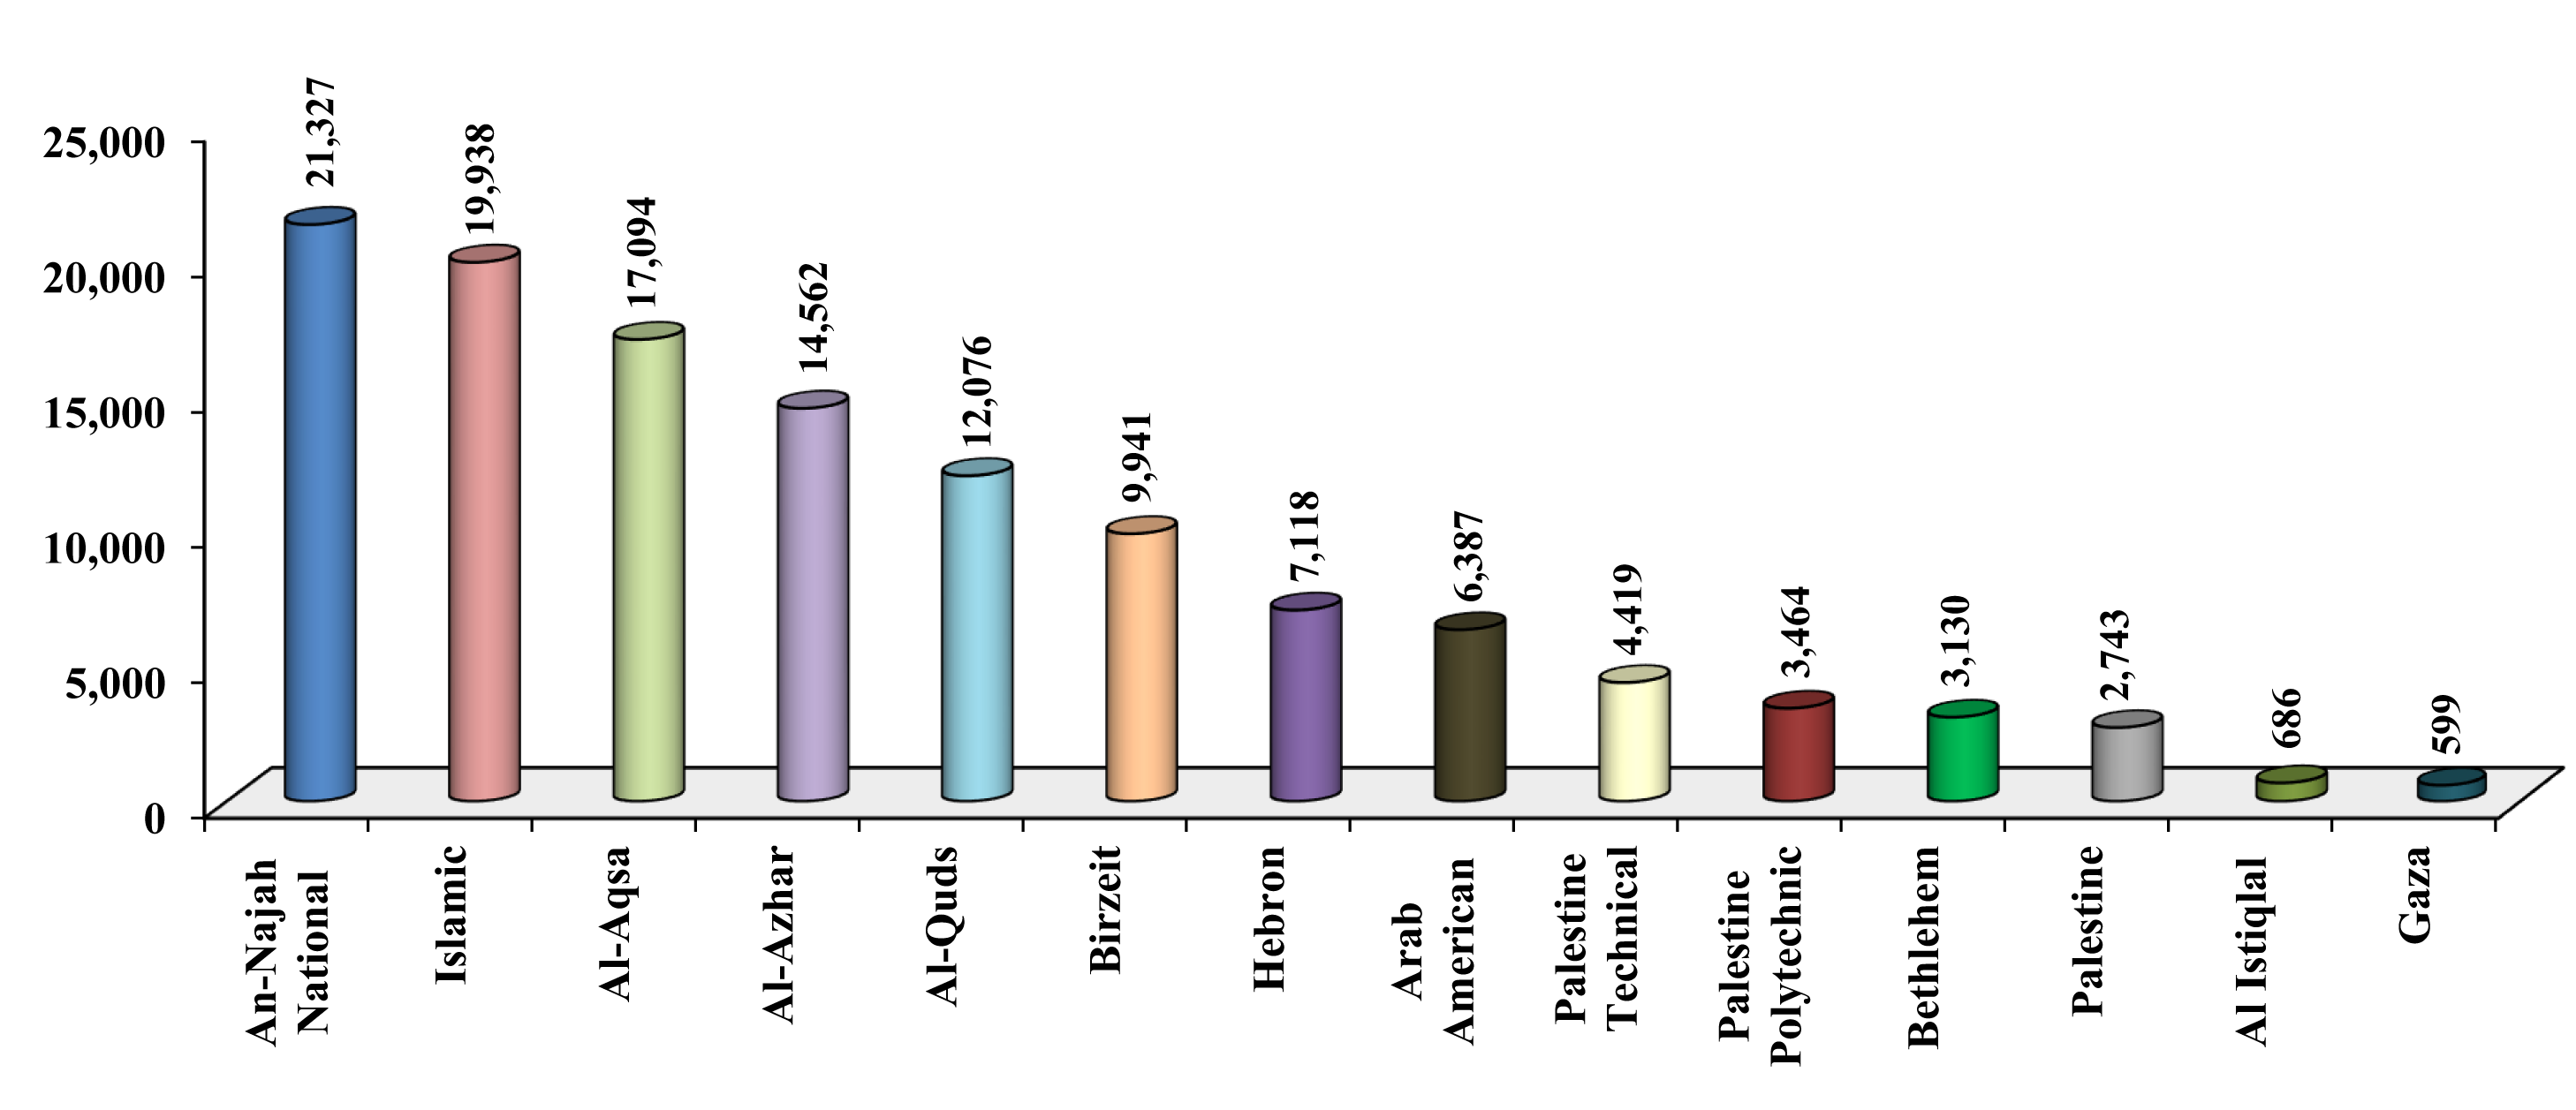 25,000
20,000
15,000
10,000
5,000
0
21,327
19,938
17,094
14,562
12,076
9,941
7,118
6,387
4,419
3,464
3,130
2,743
686
599
An-Najah
National
Islamic
Al-Aqsa
Al-Azhar
Al-Quds
Birzeit
Hebron
Arab
American
Palestine
Technical
Palestine
Polytechnic
Bethlehem
Palestine
Al Istiqlal
Gaza